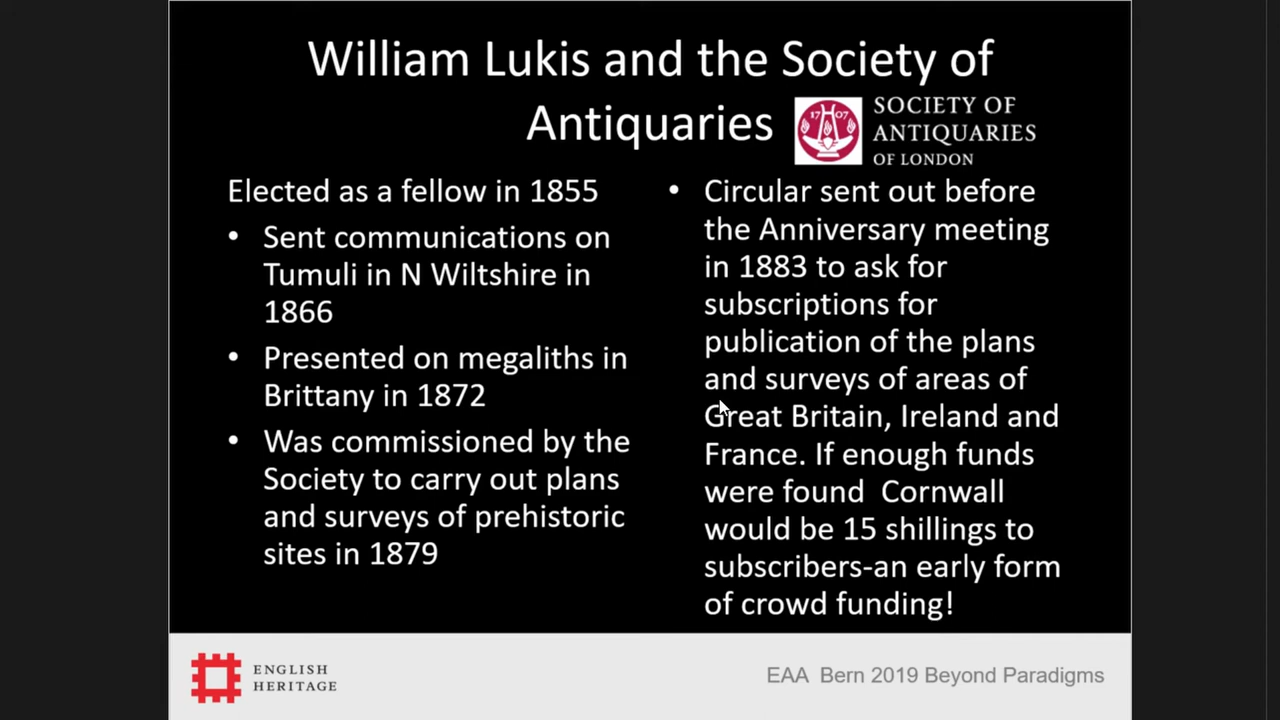 William Lukis and the Society of
Antiquaries
1707
SOCIETY OF
ANTIQUARIES
OF LONDON
Elected as a fellow in 1855
• Sent communications on
Tumuli in N Wiltshire in
1866
• Presented on megaliths in
Brittany in 1872
• Was commissioned by the
Society to carry out plans
and surveys of prehistoric
sites in 1879
• Circular sent out before
the Anniversary meeting
in 1883 to ask for
subscriptions for
publication of the plans
and surveys of areas of
Great Britain, Ireland and
France. If enough funds
were found  Cornwall
would be 15 shillings to
subscribers-an early form
of crowd funding!
ENGLISH
HERITAGE
EAA  Bern 2019 Beyond Paradigms